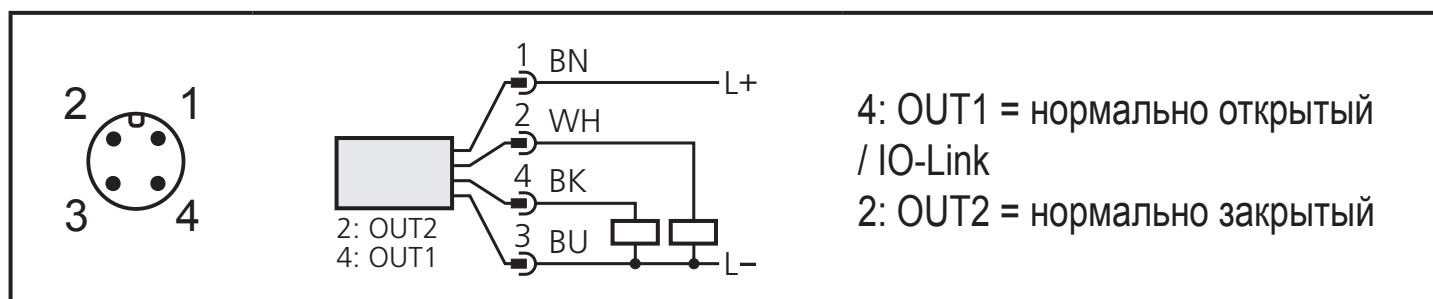 2 1
3 4
1 BN
L+
2 WH
4 BK
3 BU
L−
2: OUT2
4: OUT1
4: OUT1 = нормально открытый
/ IO-Link
2: OUT2 = нормально закрытый